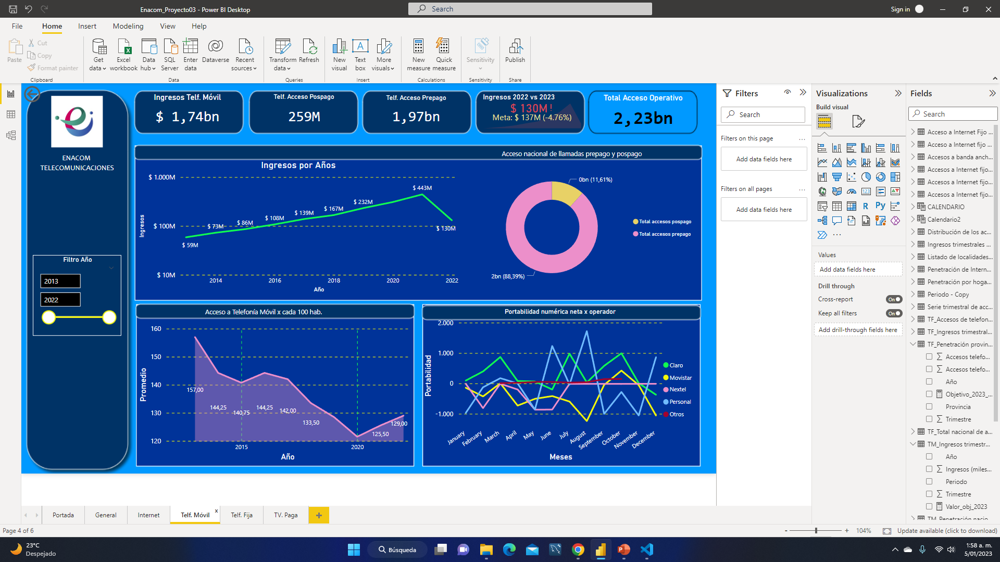 Enacom_Proyecto03 - Power BI Desktop
Search
Sign in
File
Home
Insert
Modeling
View
Help
Paste
Cut
Copy
Format painter
Clipboard
Get data
Excel workbook
Data hub
SQL Server
Enter data
Dataverse
Recent sources
Data
Transform data
Refresh
Queries
New visual
Text box
More visuals
Insert
New measure
Quick measure
Calculations
Sensitivity
Sensitivity
Publish
Share
ENACOM
TELECOMUNICACIONES
Filtro Año
2013
2022
Ingresos Telf. Móvil
$ 1,74bn
Telf. Acceso Pospago
259M
Telf. Acceso Prepago
1,97bn
Ingresos 2022 vs 2023
$ 130M!
Meta: $ 137M (-4.76%)
Total Acceso Operativo
2,23bn
Acceso nacional de llamadas prepago y pospago
Ingresos por Años
Ingresos
$ 1.000M
$ 100M
$ 10M
$ 59M
$ 73M
$ 86M
$ 108M
$ 139M
$ 167M
$ 232M
$ 443M
$ 130M
2014
2016
2018
2020
2022
Año
0bn (11,61%)
2bn (88,39%)
Total accesos pospago
Total accesos prepago
Acceso a Telefonía Móvil x cada 100 hab.
Promedio
160
150
140
130
120
157,00
144,25
140,75
144,25
142,00
133,50
125,50
129,00
2015
2020
Año
Portabilidad numérica neta x operador
Portabilidad
2.000
1.000
0
-1.000
January
February
March
April
May
June
July
August
September
October
November
December
Meses
Claro
Movistar
Nextel
Personal
Otros
Filters
Search
Filters on this page
...
Add data fields here
Filters on all pages
...
Add data fields here
Visualizations
Build visual
123
R
Py
...
Values
Add data fields here
Drill through
Cross-report
On
Keep all filters
On
Add drill-through fields here
Fields
Search
Acceso a Internet Fijo ...
Acceso a Internet fijo ...
Accesos a banda anch...
Accesos a Internet fijo...
Accesos a Internet fijo...
Accesos a Internet fijo...
CALENDARIO
Calendario2
Distribución de los ac...
Ingresos trimestrales ...
Listado de localidades...
Penetración de Intern...
Penetración por hoga...
Periodo - Copy
Serie trimestral de acc...
TF_Accesos de telefon...
TF_Ingresos trimestral...
TF_Penetración provin...
∑ Accesos telefo...
∑ Accesos telefo...
Año
Objetivo_2023_...
Provincia
∑ Trimestre
TF_Total nacional de a...
TM_Ingresos trimestr...
Año
∑ Ingresos (miles...
Periodo
∑ Trimestre
Valor_obj_2023
TM_Penetración nacio...
Portada
General
Internet
Telf. Móvil
x
Telf. Fija
TV. Paga
+
Page 4 of 6
- + 104%
Update available (click to download)
23°C
Despejado
Búsqueda
1:58 a. m.
5/01/2023